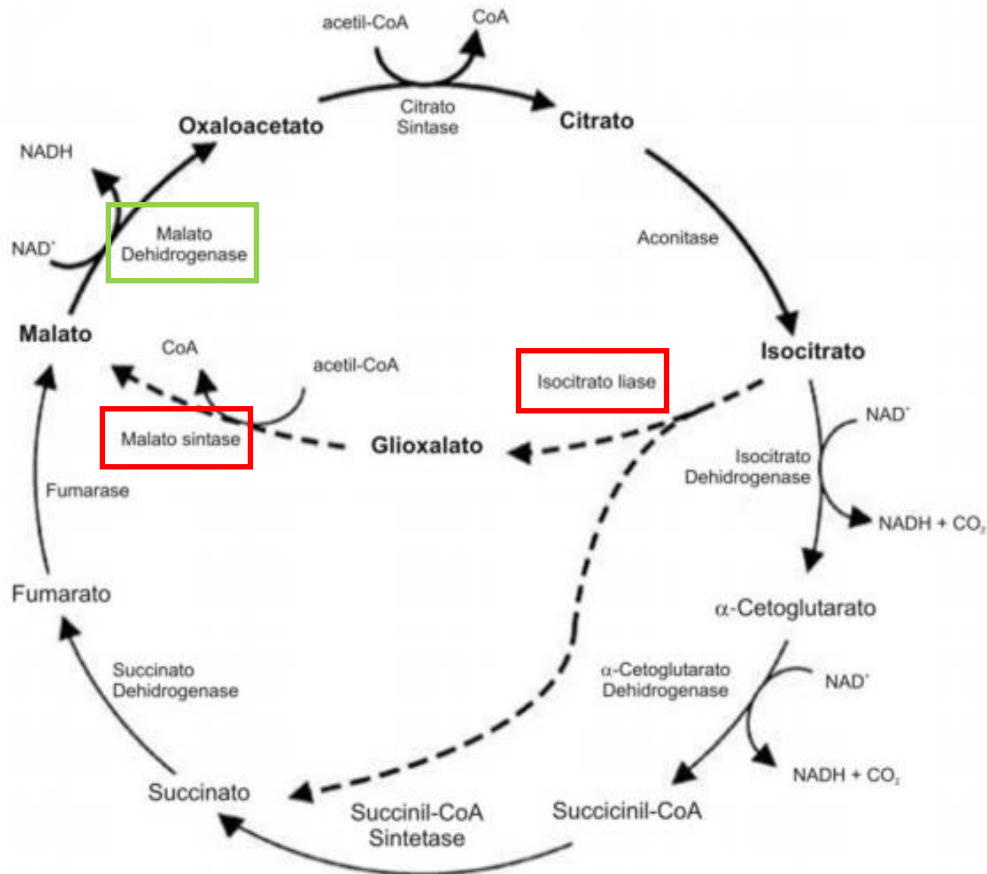 acetil-CoA
CoA
Citrato
Sintase
Oxaloacetato
Citrato
NADH
NAD⁺
Malato
Dehidrogenase
Aconitase
Malato
CoA
acetil-CoA
Isocitrato liase
Isocitrato
Malato sintase
Glioxalato
NAD⁺
Isocitrato
Dehidrogenase
NADH + CO₂
Fumarase
Fumarato
α-Cetoglutarato
Succinato
Dehidrogenase
α-Cetoglutarato
Dehidrogenase
NAD⁺
NADH + CO₂
Succinato
Succinil-CoA
Sintetase
Succicinil-CoA